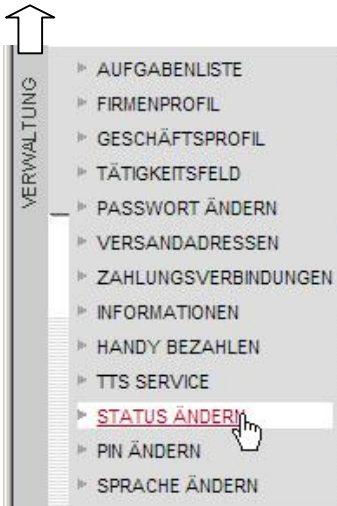 VERWALTUNG
AUFGABENLISTE
FIRMENPROFIL
GESCHÄFTSPROFIL
TÄTIGKEITSFELD
PASSWORT ÄNDERN
VERSANDADRESSEN
ZAHLUNGSVERBINDUNGEN
INFORMATIONEN
HANDY BEZAHLEN
TTS SERVICE
STATUS ÄNDERN
PIN ÄNDERN
SPRACHE ÄNDERN